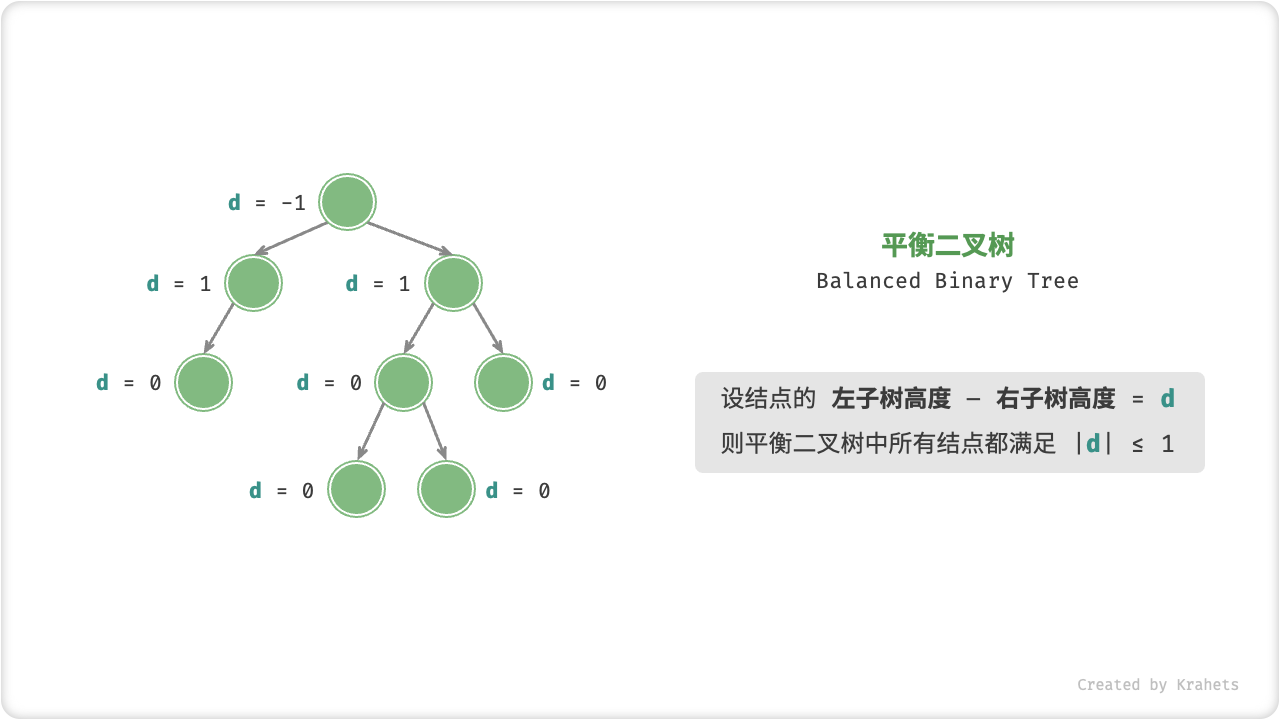 d = -1
d = 1
d = 1
d = 0
d = 0
d = 0
d = 0
d = 0
平衡二叉树
Balanced Binary Tree
设结点的 左子树高度 — 右子树高度 = d
则平衡二叉树中所有结点都满足 |d| ≤ 1
Created by Krahets